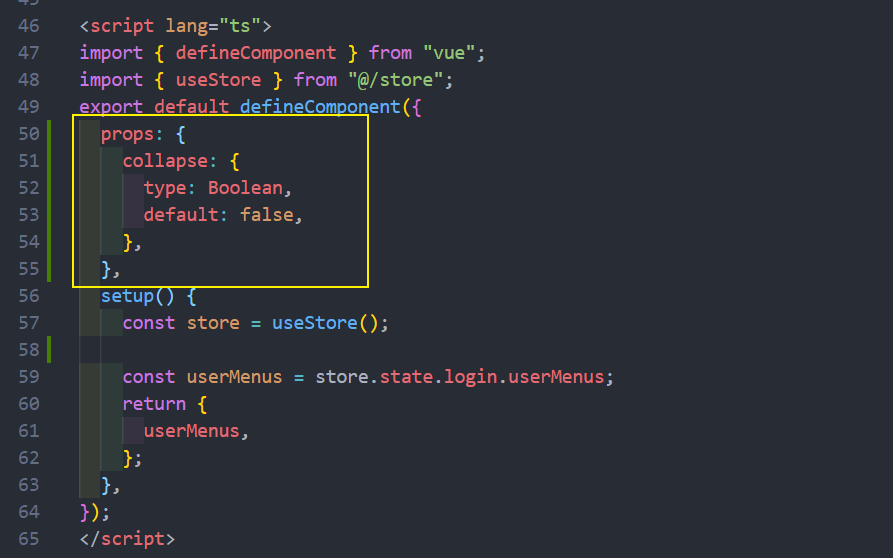 46 <script lang="ts">
47 import { defineComponent } from "vue";
48 import { useStore } from "@/store";
49 export default defineComponent({
50   props: {
51     collapse: {
52       type: Boolean,
53       default: false,
54     },
55   },
56   setup() {
57     const store = useStore();
58
59     const userMenus = store.state.login.userMenus;
60     return {
61       userMenus,
62     };
63   },
64 });
65 </script>